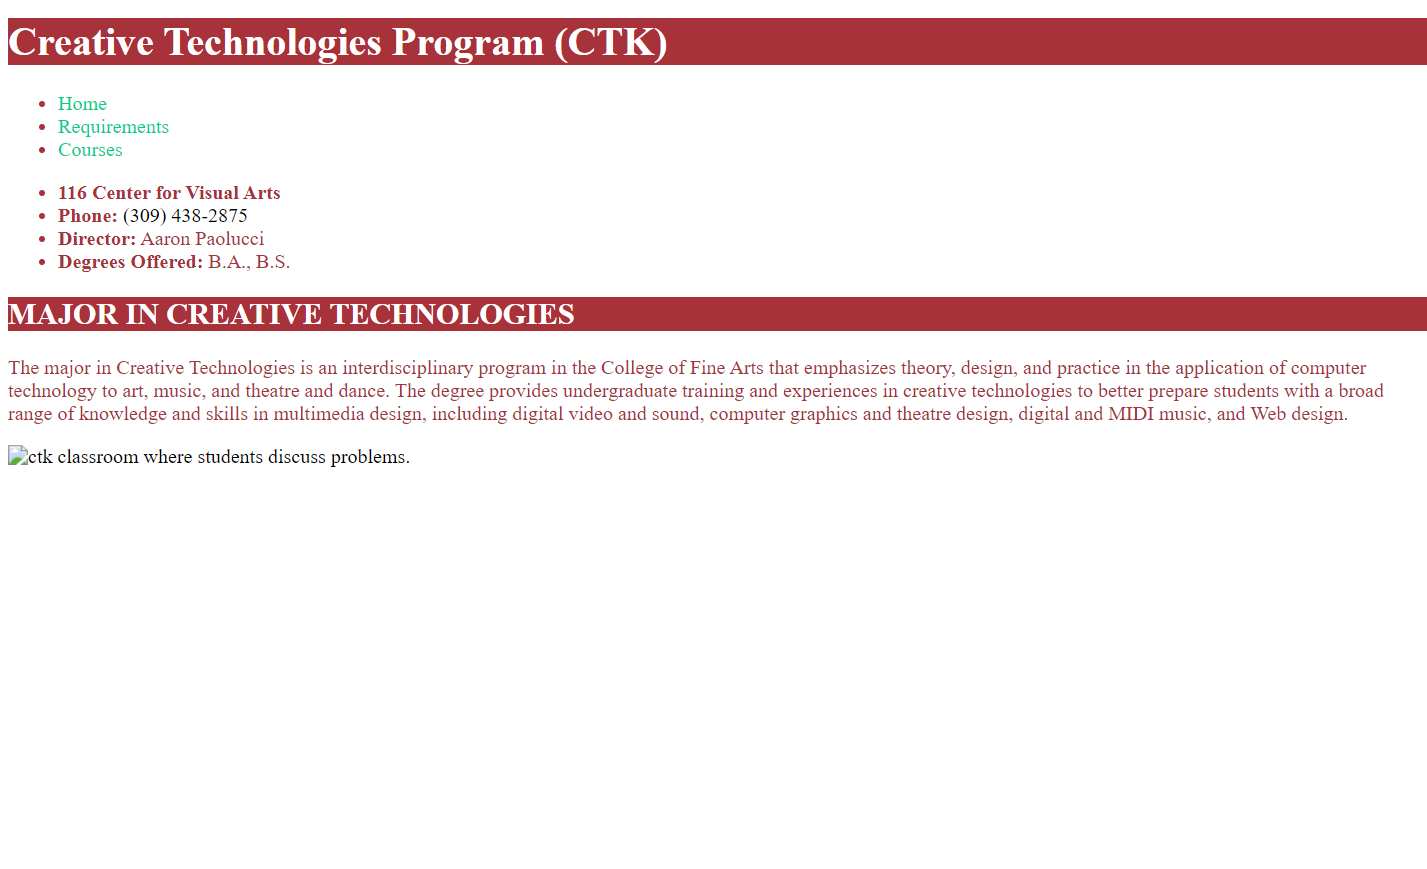 Creative Technologies Program (CTK)
Home
Requirements
Courses
116 Center for Visual Arts
Phone: (309) 438-2875
Director: Aaron Paolucci
Degrees Offered: B.A., B.S.
MAJOR IN CREATIVE TECHNOLOGIES
The major in Creative Technologies is an interdisciplinary program in the College of Fine Arts that emphasizes theory, design, and practice in the application of computer
technology to art, music, and theatre and dance. The degree provides undergraduate training and experiences in creative technologies to better prepare students with a broad
range of knowledge and skills in multimedia design, including digital video and sound, computer graphics and theatre design, digital and MIDI music, and Web design.
ctk classroom where students discuss problems.